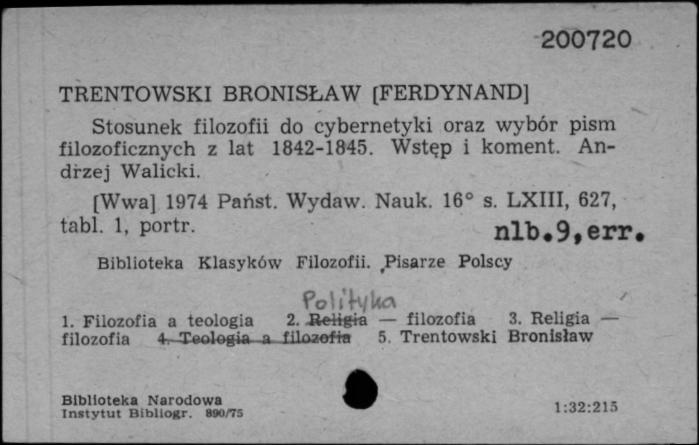 200720
TRENTOWSKI BRONISŁAW [FERDYNAND]
Stosunek filozofii do cybernetyki oraz wybór pism
filozoficznych z lat 1842-1845. Wstęp i koment. An-
drzej Walicki.
[Wwa] 1974 Państ. Wydaw. Nauk. 16° s. LXIII, 627,
tabl. 1, portr. nlb.9,err.
Biblioteka Klasyków Filozofii. Pisarze Polscy
Polityka
1. Filozofia a teologia 2. Religia — filozofia 3. Religia —
filozofia 4. Teologia a filozofia 5. Trentowski Bronisław
Biblioteka Narodowa
Instytut Bibliogr. 890/75 1:32:215